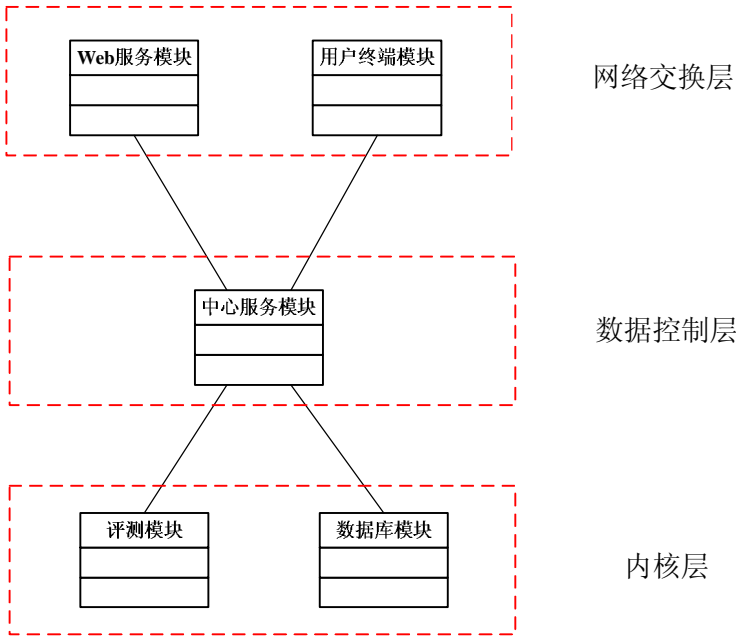 Web服务模块
用户终端模块
网络交换层
中心服务模块
数据控制层
评测模块
数据库模块
内核层